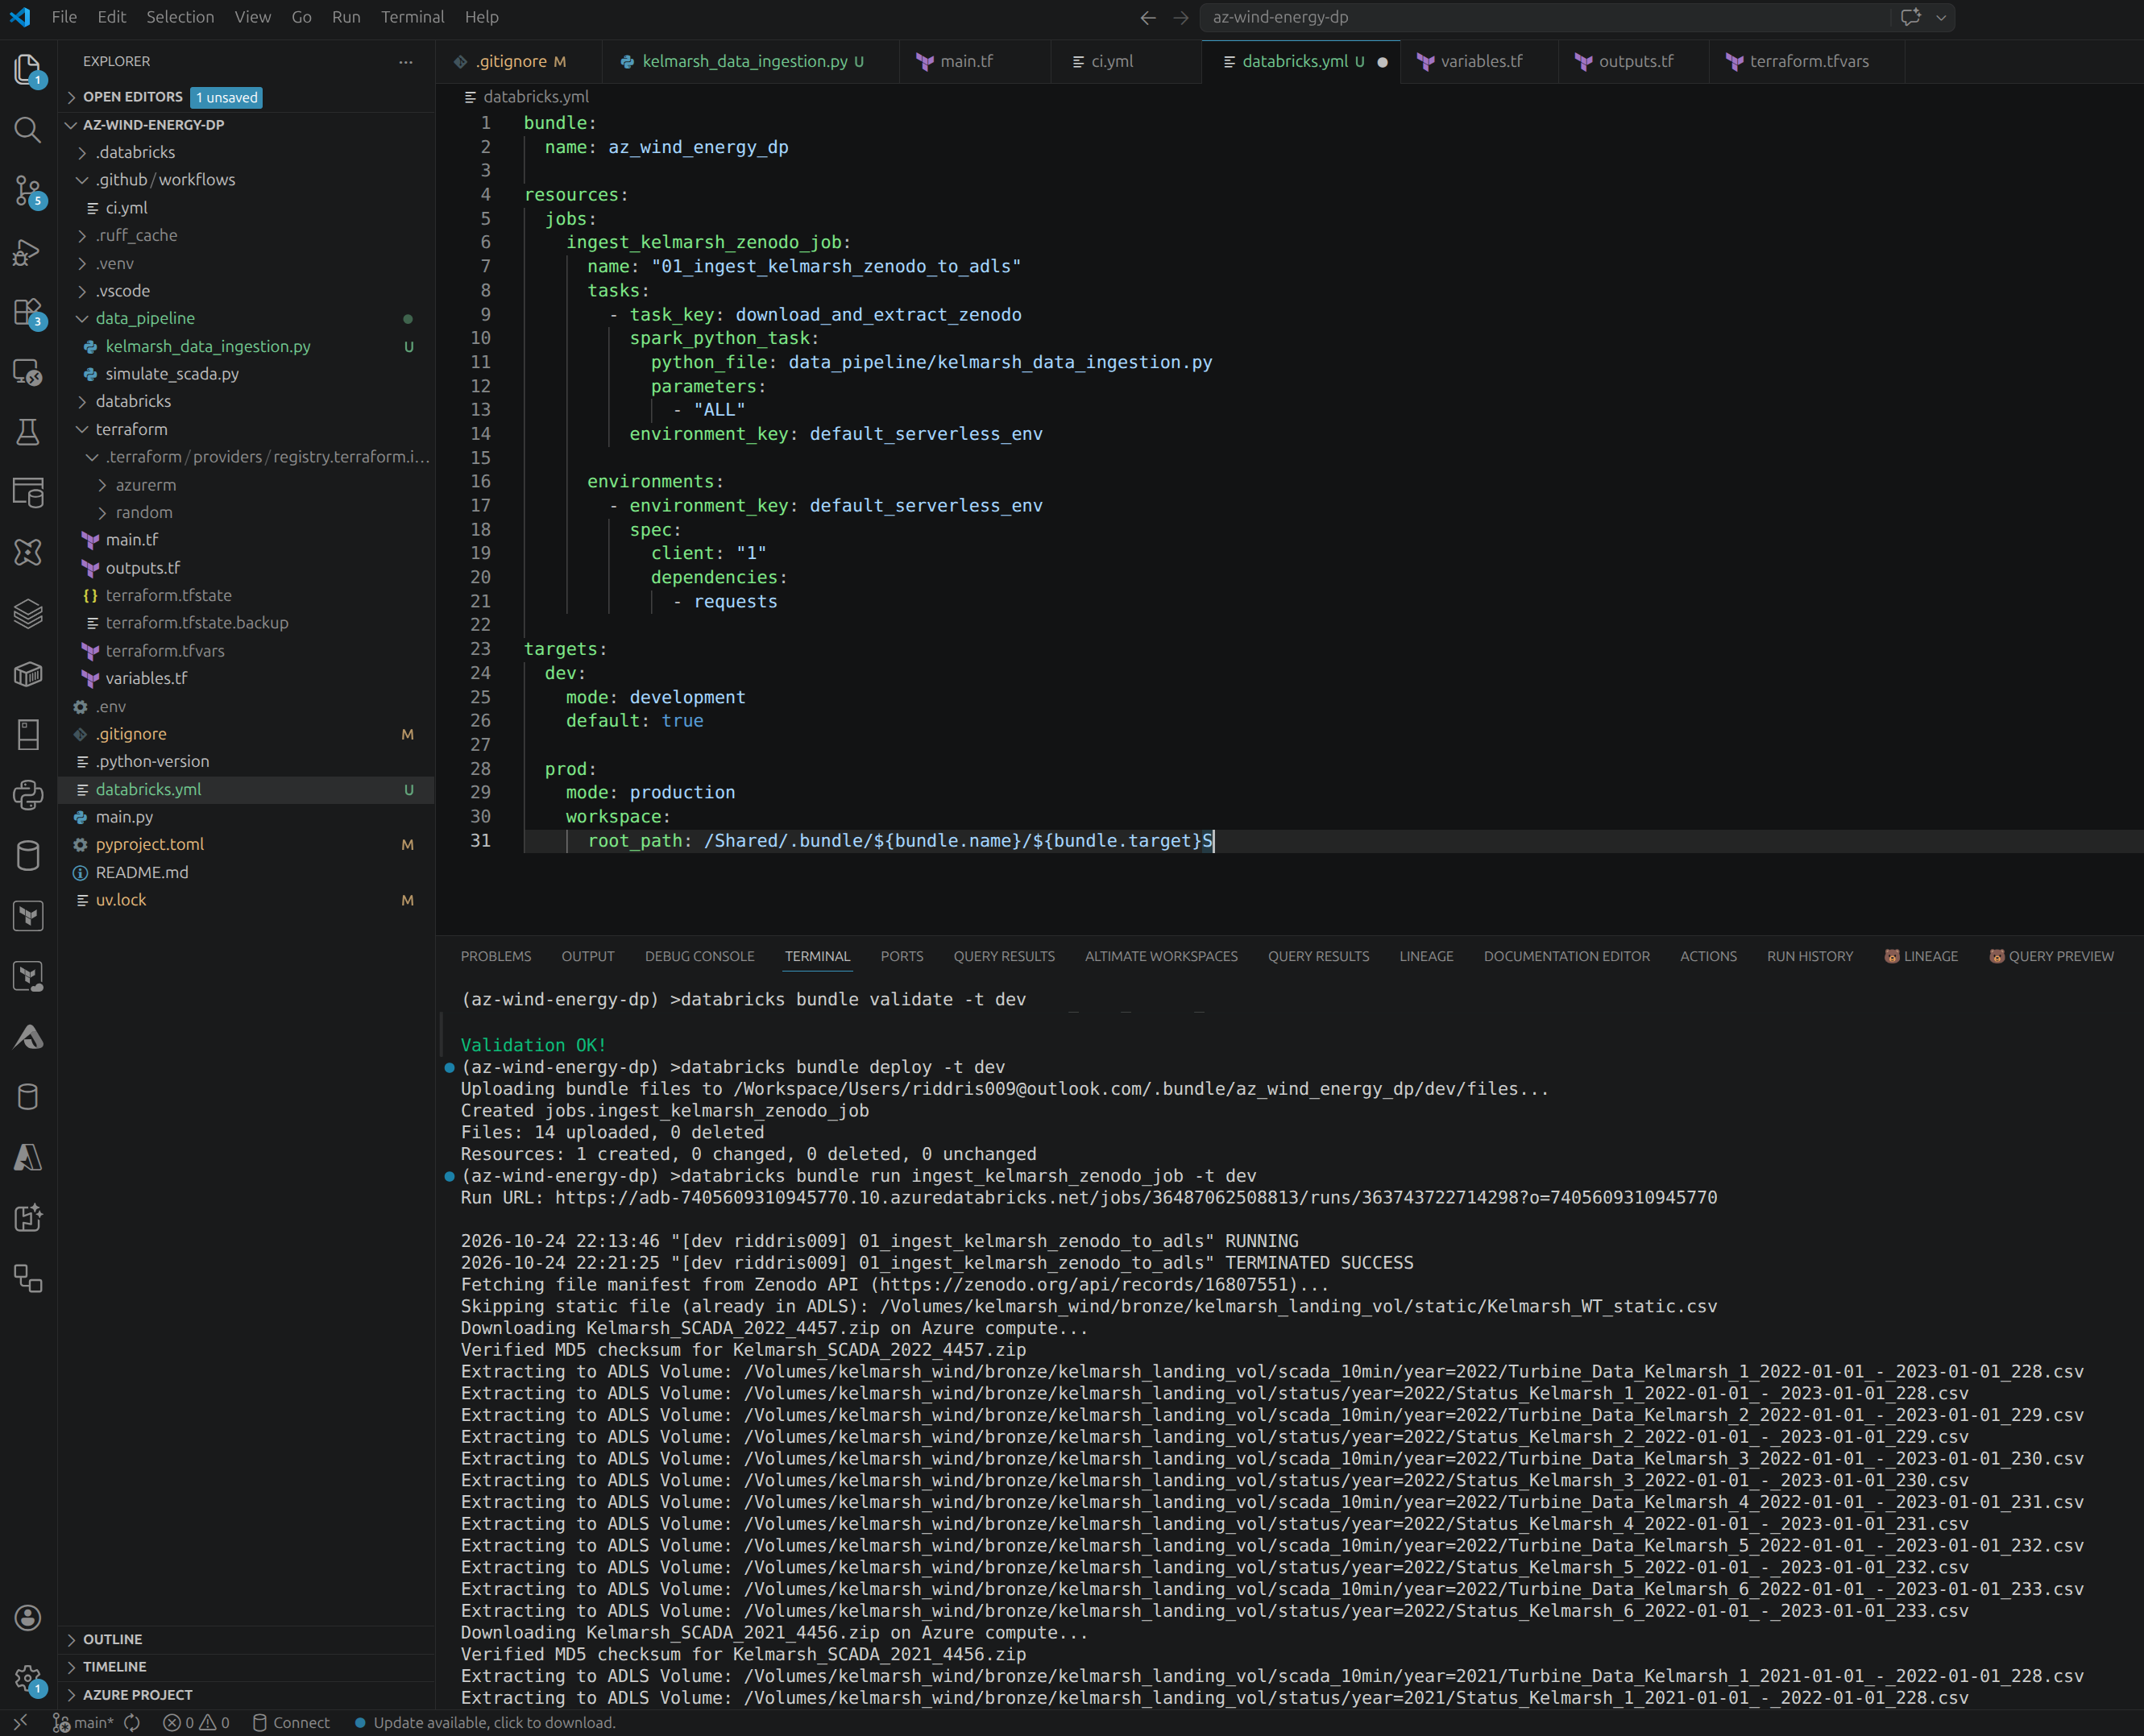 File Edit Selection View Go Run Terminal Help
az-wind-energy-dp
EXPLORER
OPEN EDITORS 1 unsaved
AZ-WIND-ENERGY-DP
.databricks
.github / workflows
ci.yml
.ruff_cache
.venv
.vscode
data_pipeline
kelmarsh_data_ingestion.py U
simulate_scada.py
databricks
terraform
.terraform / providers / registry.terraform.i...
azurerm
random
main.tf
outputs.tf
terraform.tfstate
terraform.tfstate.backup
terraform.tfvars
variables.tf
.env
.gitignore M
.python-version
databricks.yml U
main.py
pyproject.toml M
README.md
uv.lock M
OUTLINE
TIMELINE
AZURE PROJECT
1
5
3
1
.gitignore M kelmarsh_data_ingestion.py U main.tf ci.yml databricks.yml U variables.tf outputs.tf terraform.tfvars
databricks.yml
1 bundle:
2 name: az_wind_energy_dp
3
4 resources:
5 jobs:
6 ingest_kelmarsh_zenodo_job:
7 name: "01_ingest_kelmarsh_zenodo_to_adls"
8 tasks:
9 - task_key: download_and_extract_zenodo
10 spark_python_task:
11 python_file: data_pipeline/kelmarsh_data_ingestion.py
12 parameters:
13 - "ALL"
14 environment_key: default_serverless_env
15
16 environments:
17 - environment_key: default_serverless_env
18 spec:
19 client: "1"
20 dependencies:
21 - requests
22
23 targets:
24 dev:
25 mode: development
26 default: true
27
28 prod:
29 mode: production
30 workspace:
31 root_path: /Shared/.bundle/${bundle.name}/${bundle.target}S
PROBLEMS OUTPUT DEBUG CONSOLE TERMINAL PORTS QUERY RESULTS ALTIMATE WORKSPACES QUERY RESULTS LINEAGE DOCUMENTATION EDITOR ACTIONS RUN HISTORY LINEAGE QUERY PREVIEW
(az-wind-energy-dp) >databricks bundle validate -t dev
Validation OK!
(az-wind-energy-dp) >databricks bundle deploy -t dev
Uploading bundle files to /Workspace/Users/riddris009@outlook.com/.bundle/az_wind_energy_dp/dev/files...
Created jobs.ingest_kelmarsh_zenodo_job
Files: 14 uploaded, 0 deleted
Resources: 1 created, 0 changed, 0 deleted, 0 unchanged
(az-wind-energy-dp) >databricks bundle run ingest_kelmarsh_zenodo_job -t dev
Run URL: https://adb-7405609310945770.10.azuredatabricks.net/jobs/36487062508813/runs/363743722714298?o=7405609310945770
2026-10-24 22:13:46 "[dev riddris009] 01_ingest_kelmarsh_zenodo_to_adls" RUNNING
2026-10-24 22:21:25 "[dev riddris009] 01_ingest_kelmarsh_zenodo_to_adls" TERMINATED SUCCESS
Fetching file manifest from Zenodo API (https://zenodo.org/api/records/16807551)...
Skipping static file (already in ADLS): /Volumes/kelmarsh_wind/bronze/kelmarsh_landing_vol/static/Kelmarsh_WT_static.csv
Downloading Kelmarsh_SCADA_2022_4457.zip on Azure compute...
Verified MD5 checksum for Kelmarsh_SCADA_2022_4457.zip
Extracting to ADLS Volume: /Volumes/kelmarsh_wind/bronze/kelmarsh_landing_vol/scada_10min/year=2022/Turbine_Data_Kelmarsh_1_2022-01-01_-_2023-01-01_228.csv
Extracting to ADLS Volume: /Volumes/kelmarsh_wind/bronze/kelmarsh_landing_vol/status/year=2022/Status_Kelmarsh_1_2022-01-01_-_2023-01-01_228.csv
Extracting to ADLS Volume: /Volumes/kelmarsh_wind/bronze/kelmarsh_landing_vol/scada_10min/year=2022/Turbine_Data_Kelmarsh_2_2022-01-01_-_2023-01-01_229.csv
Extracting to ADLS Volume: /Volumes/kelmarsh_wind/bronze/kelmarsh_landing_vol/status/year=2022/Status_Kelmarsh_2_2022-01-01_-_2023-01-01_229.csv
Extracting to ADLS Volume: /Volumes/kelmarsh_wind/bronze/kelmarsh_landing_vol/scada_10min/year=2022/Turbine_Data_Kelmarsh_3_2022-01-01_-_2023-01-01_230.csv
Extracting to ADLS Volume: /Volumes/kelmarsh_wind/bronze/kelmarsh_landing_vol/status/year=2022/Status_Kelmarsh_3_2022-01-01_-_2023-01-01_230.csv
Extracting to ADLS Volume: /Volumes/kelmarsh_wind/bronze/kelmarsh_landing_vol/scada_10min/year=2022/Turbine_Data_Kelmarsh_4_2022-01-01_-_2023-01-01_231.csv
Extracting to ADLS Volume: /Volumes/kelmarsh_wind/bronze/kelmarsh_landing_vol/status/year=2022/Status_Kelmarsh_4_2022-01-01_-_2023-01-01_231.csv
Extracting to ADLS Volume: /Volumes/kelmarsh_wind/bronze/kelmarsh_landing_vol/scada_10min/year=2022/Turbine_Data_Kelmarsh_5_2022-01-01_-_2023-01-01_232.csv
Extracting to ADLS Volume: /Volumes/kelmarsh_wind/bronze/kelmarsh_landing_vol/status/year=2022/Status_Kelmarsh_5_2022-01-01_-_2023-01-01_232.csv
Extracting to ADLS Volume: /Volumes/kelmarsh_wind/bronze/kelmarsh_landing_vol/scada_10min/year=2022/Turbine_Data_Kelmarsh_6_2022-01-01_-_2023-01-01_233.csv
Extracting to ADLS Volume: /Volumes/kelmarsh_wind/bronze/kelmarsh_landing_vol/status/year=2022/Status_Kelmarsh_6_2022-01-01_-_2023-01-01_233.csv
Downloading Kelmarsh_SCADA_2021_4456.zip on Azure compute...
Verified MD5 checksum for Kelmarsh_SCADA_2021_4456.zip
Extracting to ADLS Volume: /Volumes/kelmarsh_wind/bronze/kelmarsh_landing_vol/scada_10min/year=2021/Turbine_Data_Kelmarsh_1_2021-01-01_-_2022-01-01_228.csv
Extracting to ADLS Volume: /Volumes/kelmarsh_wind/bronze/kelmarsh_landing_vol/status/year=2021/Status_Kelmarsh_1_2021-01-01_-_2022-01-01_228.csv
main* 0 0 Connect Update available, click to download.